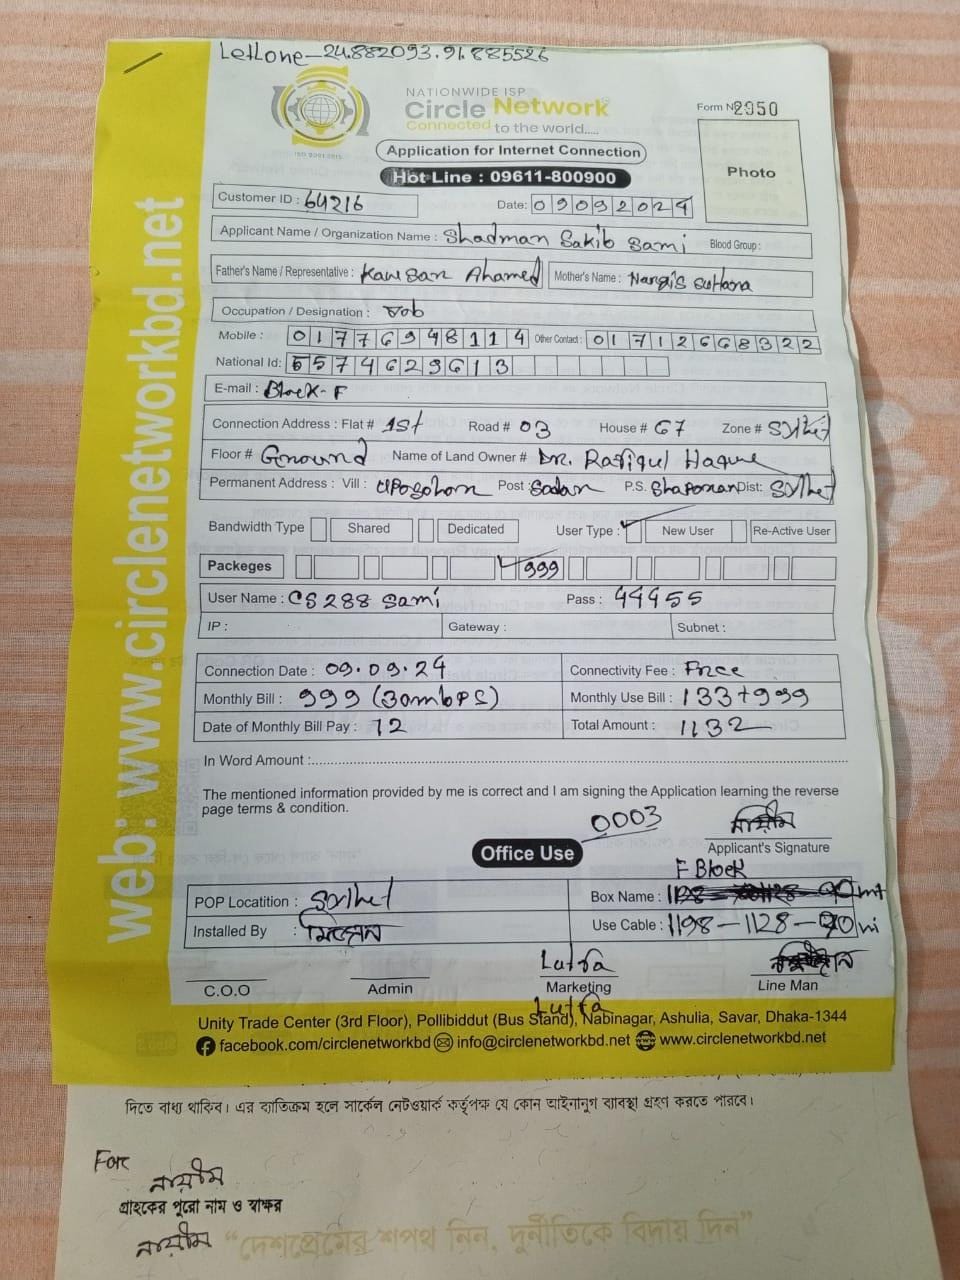 Letlone-24.882093.91.885526
NATIONWIDE ISP
Circle Network
Connected to the world.....
ISO 9001:2015
Form No 2950
Photo
Application for Internet Connection
Hot Line : 09611-800900
Customer ID : 64216
Date: 09092024
Applicant Name / Organization Name : Shadman Sakib Sami Blood Group :
Father's Name / Representative : Kawsar Ahamed Mother's Name : Nargis sultana
Occupation / Designation : Job
Mobile : 01776948114 Other Contact : 01712668322
National Id: 5574629613
E-mail : Block-F
Connection Address : Flat # 1st Road # 03 House # 67 Zone # Sylhet
Floor # Ground Name of Land Owner # Dr. Rafiqul Haque
Permanent Address : Vill : Uposohor Post Sadar P.S. Shaporan Dist: Sylhet
Bandwidth Type Shared Dedicated User Type : New User Re-Active User
Packeges 999
User Name : CS288 Sami Pass : 44455
IP : Gateway : Subnet :
Connection Date : 09.09.24 Connectivity Fee : Free
Monthly Bill : 999 (30mbps) Monthly Use Bill : 133+999
Date of Monthly Bill Pay : 12 Total Amount : 1132
In Word Amount :
The mentioned information provided by me is correct and I am signing the Application learning the reverse
page terms & condition.
0003
নায়ীম
Office Use
Applicant's Signature
F Block
POP Locatition : Sylhet Box Name :
Installed By : Use Cable : 1198-1128-90 mi
Lutfa
C.O.O Admin Marketing Line Man
Lutfa
Unity Trade Center (3rd Floor), Pollibiddut (Bus Stand), Nabinagar, Ashulia, Savar, Dhaka-1344
facebook.com/circlenetworkbd info@circlenetworkbd.net www.circlenetworkbd.net
web: www.circlenetworkbd.net
দিতে বাধ্য থাকিব। এর ব্যতিক্রম হলে সার্কেল নেটওয়ার্ক কর্তৃপক্ষ যে কোন আইনানুগ ব্যাবস্থা গ্রহণ করতে পারবে।
For
নায়ীম
গ্রাহকের পুরো নাম ও স্বাক্ষর
নায়ীম
“দেশপ্রেমের শপথ নিন, দুর্নীতিকে বিদায় দিন”